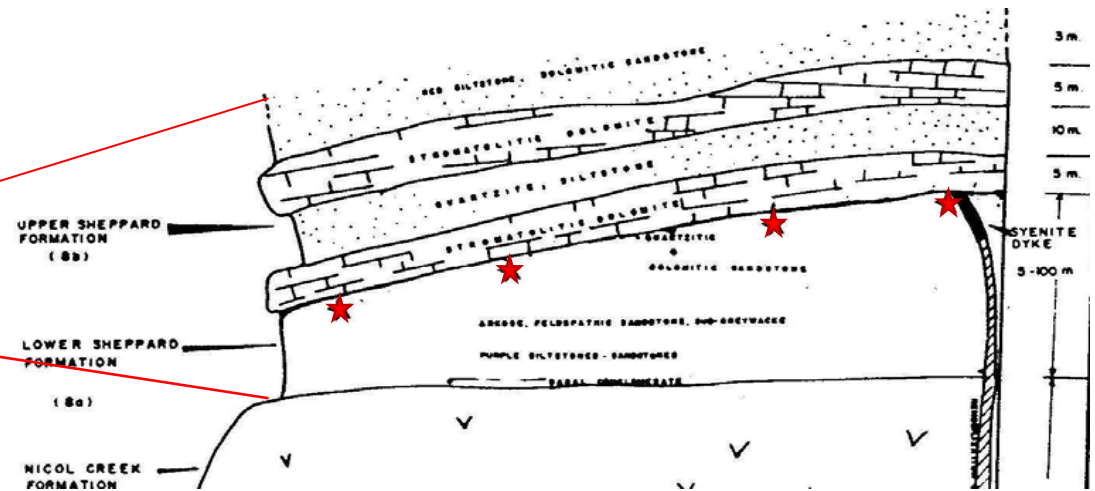 3 m.
RED SILTSTONE, DOLOMITIC SANDSTONE
5 m.
STROMATOLITIC DOLOMITE
10 m.
QUARTZITE, SILTSTONE
5 m.
STROMATOLITIC DOLOMITE
UPPER SHEPPARD
FORMATION
(8b)
QUARTZITIC
DOLOMITIC SANDSTONE
SYENITE
DYKE
5-100 m
ARKOSE, FELDSPATHIC SANDSTONE, SUB-GREYWACKE
LOWER SHEPPARD
FORMATION
PURPLE SILTSTONES-SANDSTONES
BASAL CONGLOMERATE
(8a)
NICOL CREEK
FORMATION